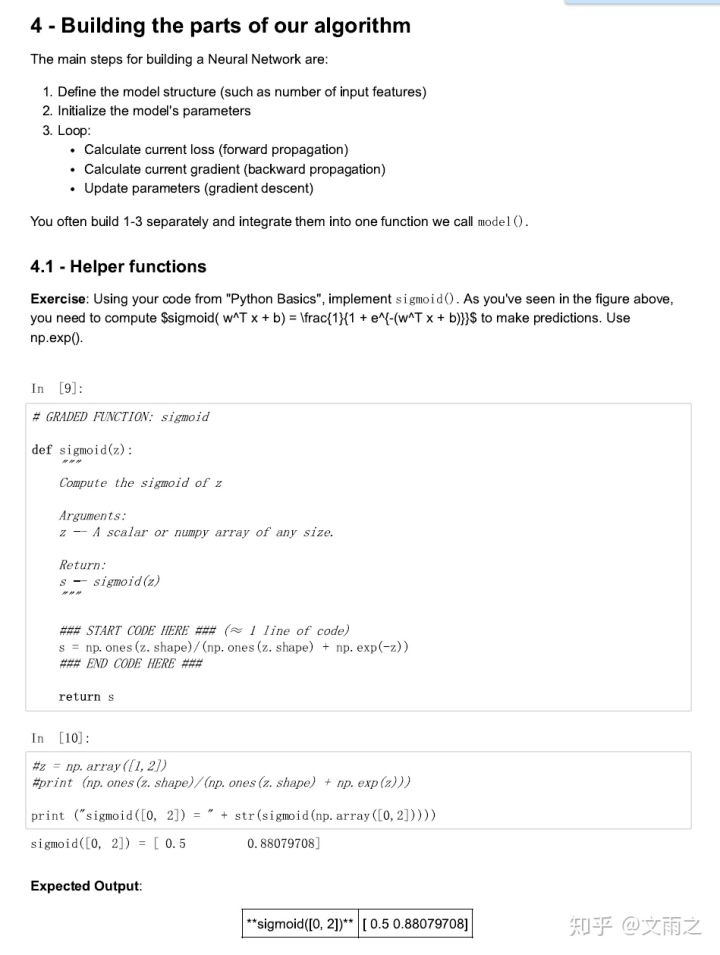 4 - Building the parts of our algorithm
The main steps for building a Neural Network are:
1. Define the model structure (such as number of input features)
2. Initialize the model's parameters
3. Loop:
• Calculate current loss (forward propagation)
• Calculate current gradient (backward propagation)
• Update parameters (gradient descent)
You often build 1-3 separately and integrate them into one function we call model().
4.1 - Helper functions
Exercise: Using your code from "Python Basics", implement sigmoid(). As you've seen in the figure above,
you need to compute $sigmoid( w^T x + b) = \frac{1}{1 + e^{-(w^T x + b)}}$ to make predictions. Use
np.exp().
In [9]:
# GRADED FUNCTION: sigmoid
def sigmoid(z):
"""
Compute the sigmoid of z
Arguments:
z -- A scalar or numpy array of any size.
Return:
s -- sigmoid(z)
"""
### START CODE HERE ### (≈ 1 line of code)
s = np.ones(z.shape)/(np.ones(z.shape) + np.exp(-z))
### END CODE HERE ###
return s
In [10]:
#z = np.array([1,2])
#print (np.ones(z.shape)/(np.ones(z.shape) + np.exp(z)))
print ("sigmoid([0, 2]) = " + str(sigmoid(np.array([0,2]))))
sigmoid([0, 2]) = [ 0.5 0.88079708]
Expected Output:
**sigmoid([0, 2])** [ 0.5 0.88079708]
知乎 @文雨之